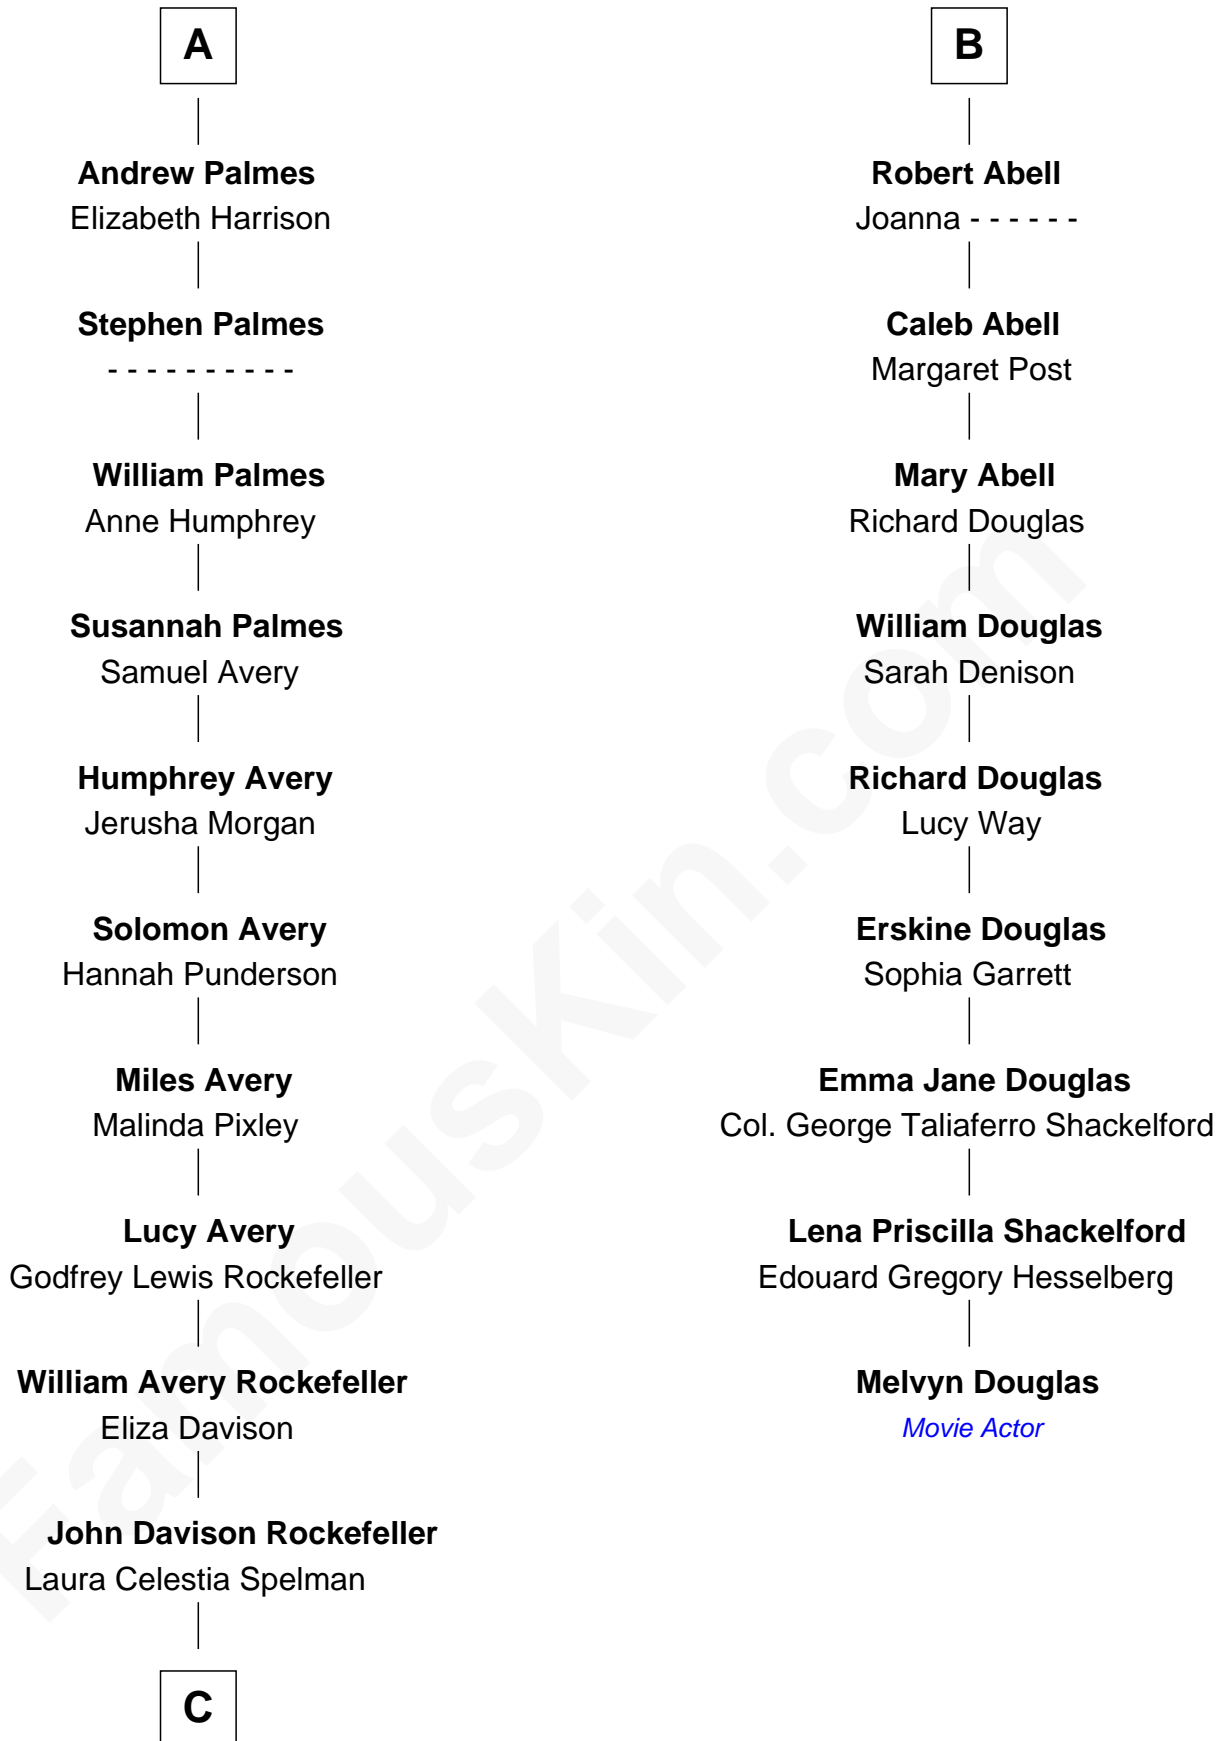 A
Andrew Palmes
Elizabeth Harrison
Stephen Palmes
- - - - - - - - - -
William Palmes
Anne Humphrey
Susannah Palmes
Samuel Avery
Humphrey Avery
Jerusha Morgan
Solomon Avery
Hannah Punderson
Miles Avery
Malinda Pixley
Lucy Avery
Godfrey Lewis Rockefeller
William Avery Rockefeller
Eliza Davison
John Davison Rockefeller
Laura Celestia Spelman
C
B
Robert Abell
Joanna - - - - - -
Caleb Abell
Margaret Post
Mary Abell
Richard Douglas
William Douglas
Sarah Denison
Richard Douglas
Lucy Way
Erskine Douglas
Sophia Garrett
Emma Jane Douglas
Col. George Taliaferro Shackelford
Lena Priscilla Shackelford
Edouard Gregory Hesselberg
Melvyn Douglas
Movie Actor
FamousKin.com